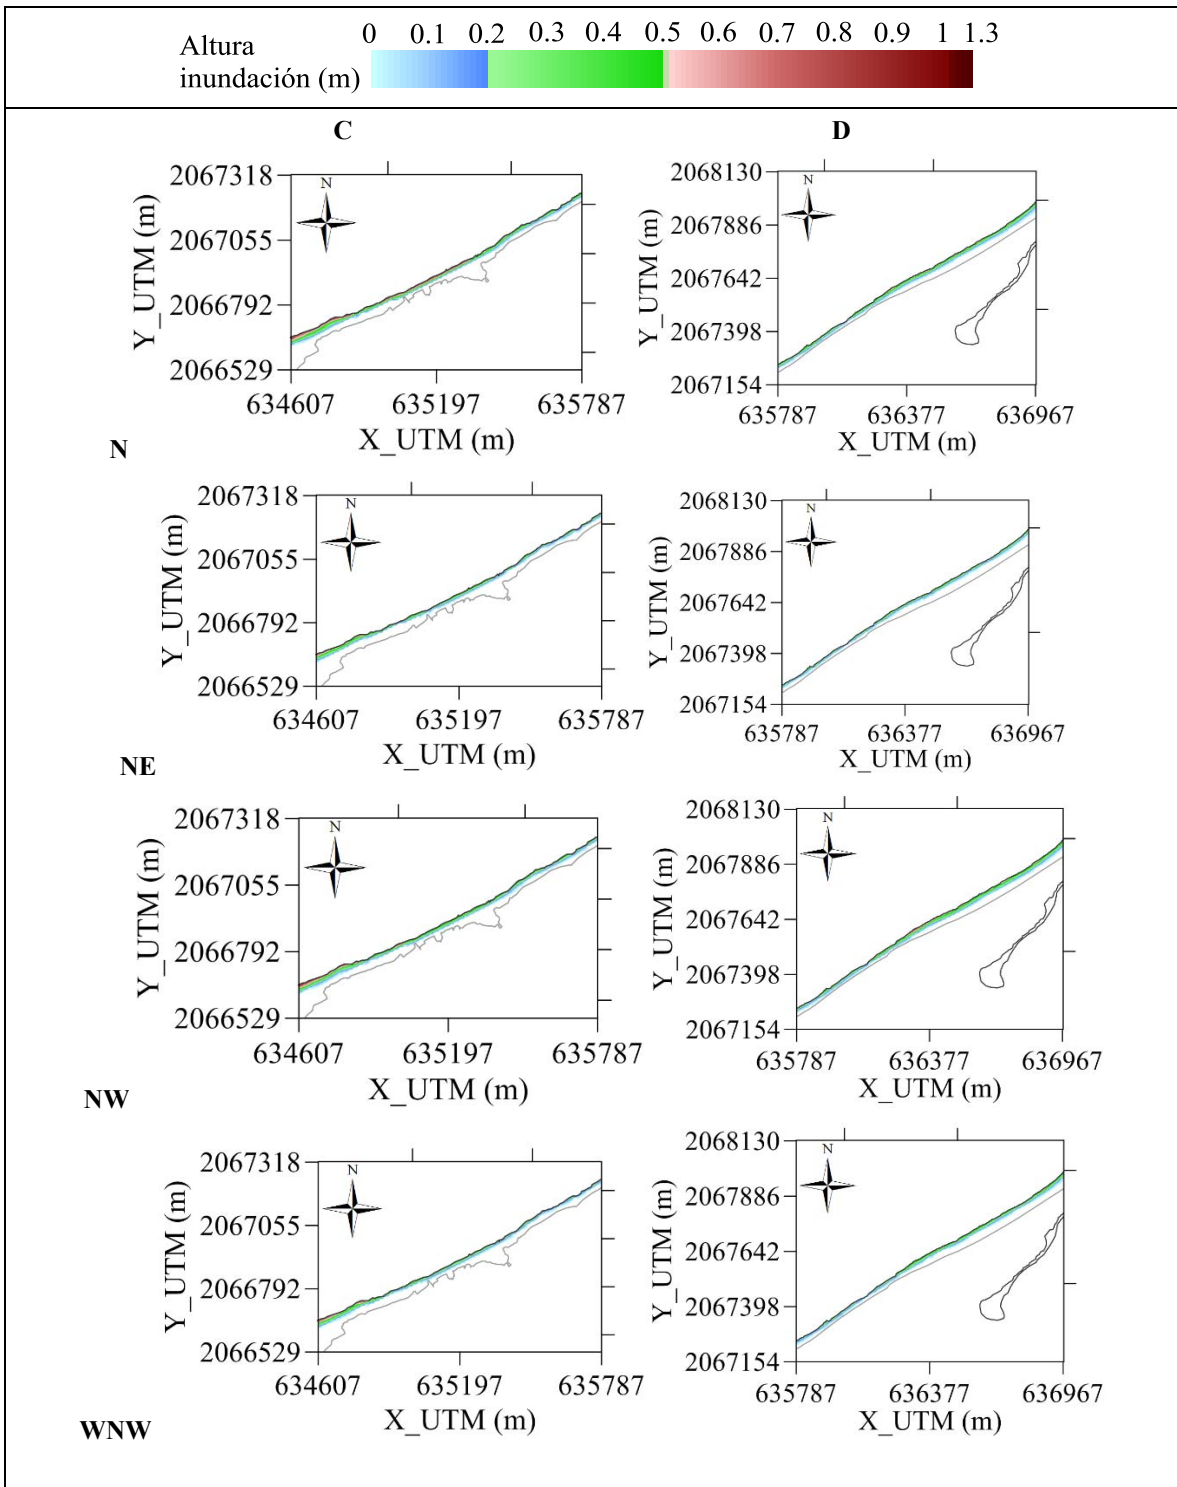 0 0.1 0.2 0.3 0.4 0.5 0.6 0.7 0.8 0.9 1 1.3
Altura
inundación (m)
C D
2067318
N
2067055
2066792
2066529
Y_UTM (m)
634607 635197 635787
X_UTM (m)
2068130
N
2067886
2067642
2067398
2067154
Y_UTM (m)
635787 636377 636967
X_UTM (m)
N
2067318
N
2067055
2066792
2066529
Y_UTM (m)
634607 635197 635787
X_UTM (m)
2068130
N
2067886
2067642
2067398
2067154
Y_UTM (m)
635787 636377 636967
X_UTM (m)
NE
2067318
N
2067055
2066792
2066529
Y_UTM (m)
634607 635197 635787
X_UTM (m)
2068130
N
2067886
2067642
2067398
2067154
Y_UTM (m)
635787 636377 636967
X_UTM (m)
NW
2067318
N
2067055
2066792
2066529
Y_UTM (m)
634607 635197 635787
X_UTM (m)
2068130
N
2067886
2067642
2067398
2067154
Y_UTM (m)
635787 636377 636967
X_UTM (m)
WNW